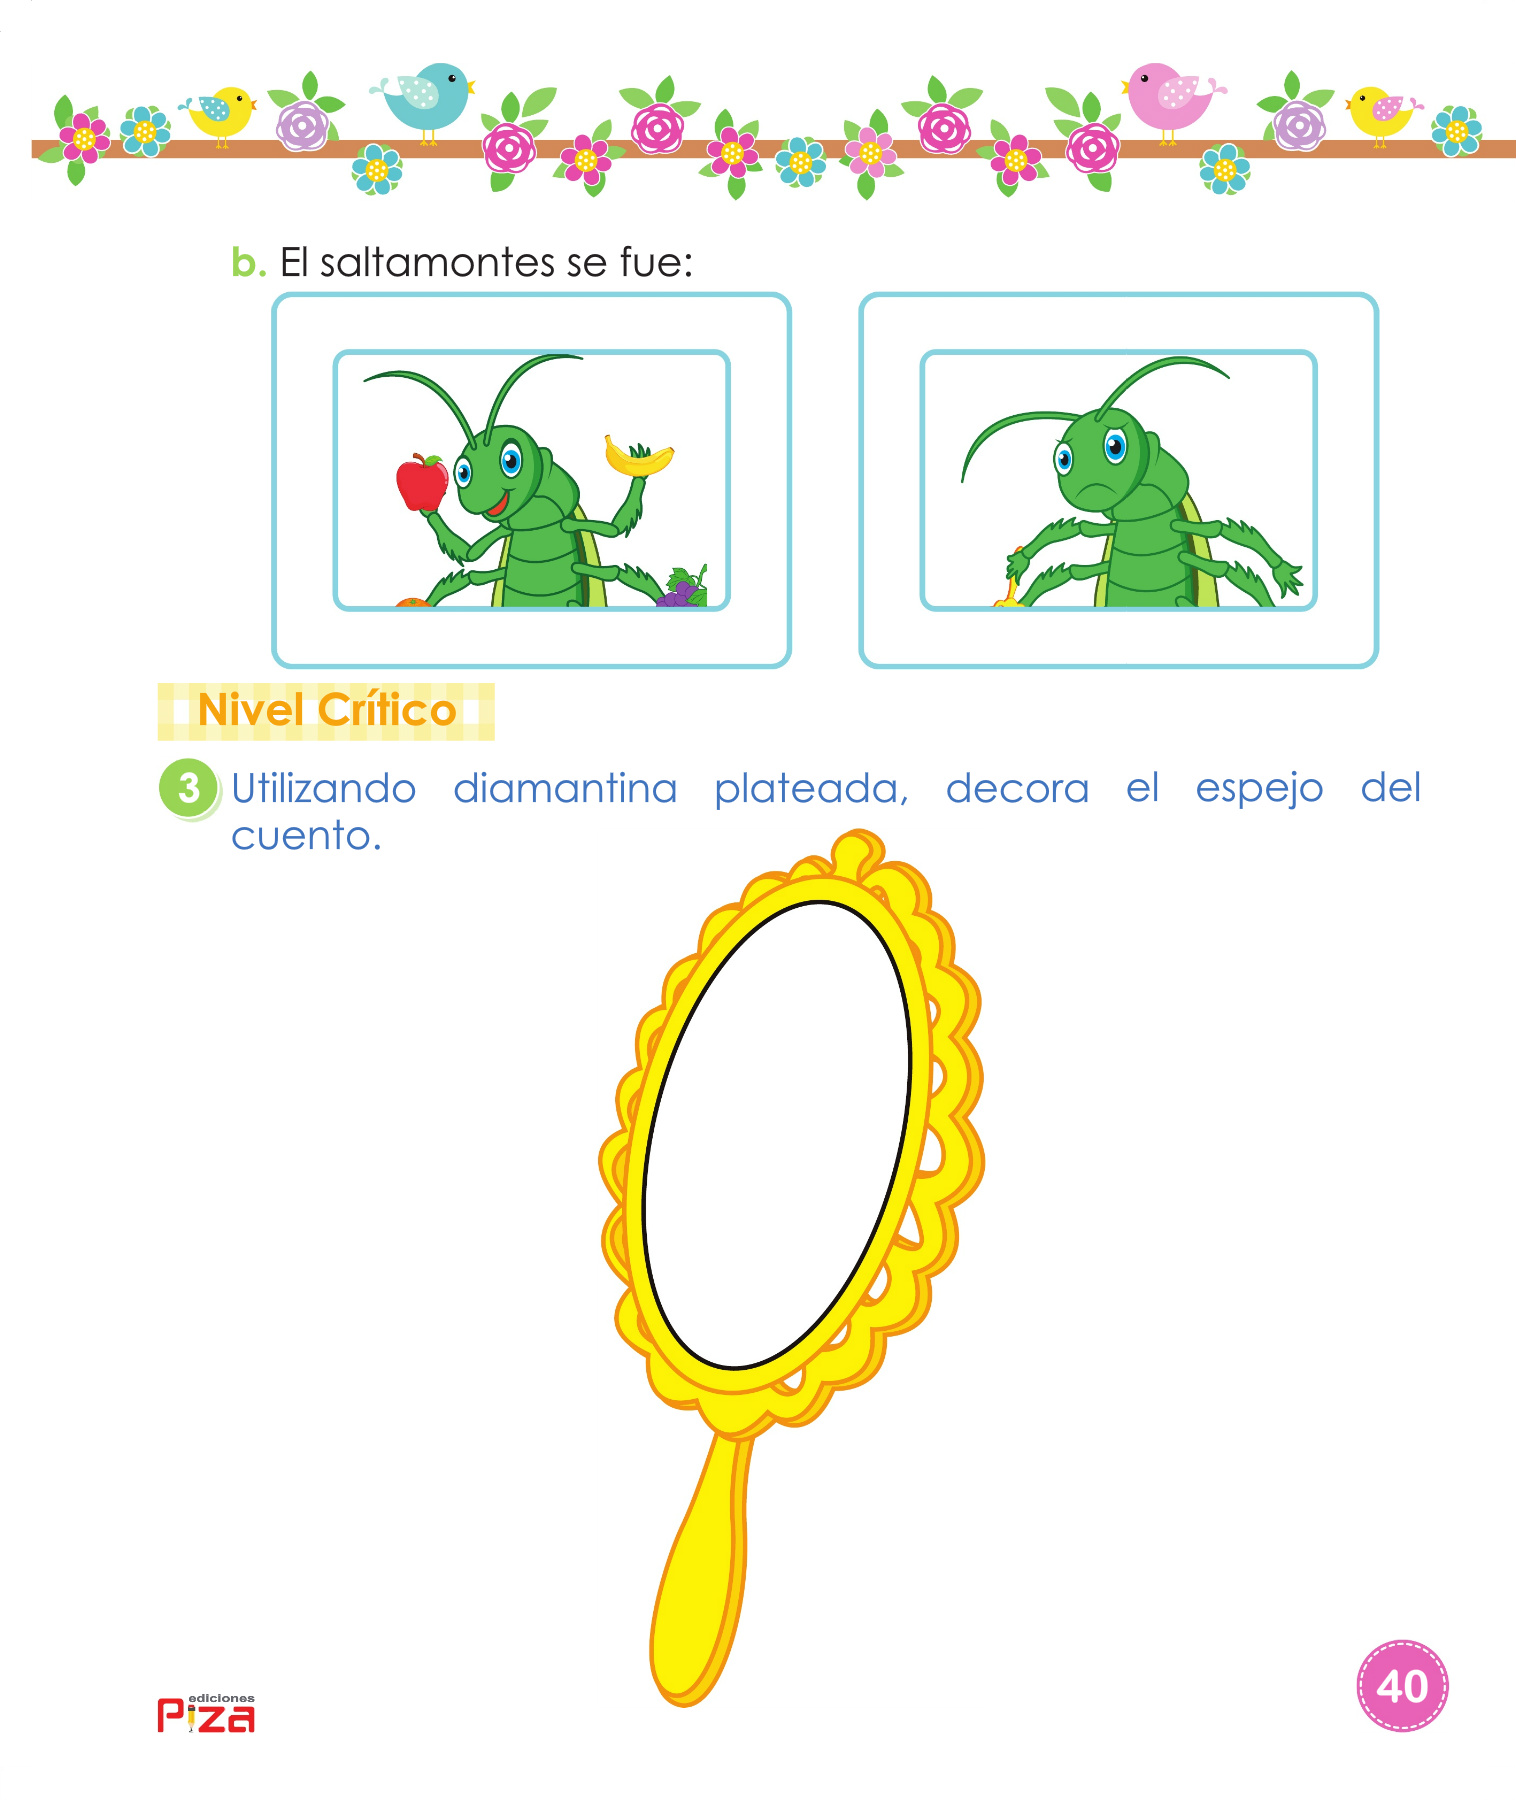 b. El saltamontes se fue:
Nivel Crítico
3 Utilizando diamantina plateada, decora el espejo del
cuento.
ediciones
Piza
40